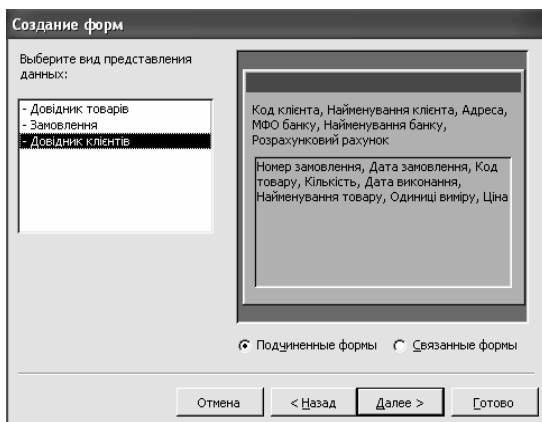 Создание форм
Выберите вид представления
данных:
- Довідник товарів
- Замовлення
- Довідник клієнтів
Код клієнта, Найменування клієнта, Адреса,
МФО банку, Найменування банку,
Розрахунковий рахунок
Номер замовлення, Дата замовлення, Код
товару, Кількість, Дата виконання,
Найменування товару, Одиниці виміру, Ціна
Подчиненные формы
Связанные формы
Отмена
< Назад
Далее >
Готово